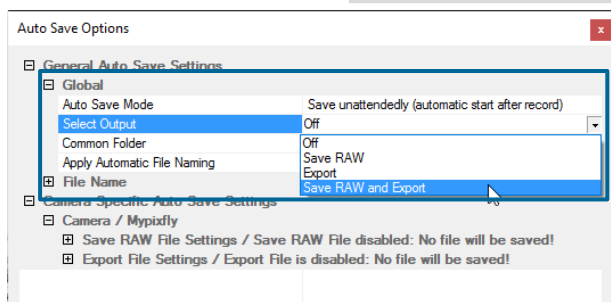 Auto Save Options
x
General Auto Save Settings
Global
Auto Save Mode Save unattendedly (automatic start after record)
Select Output Off
Common Folder Off
Save RAW
Apply Automatic File Naming
Export
File Name Save RAW and Export
Camera Specific Auto Save Settings
Camera / Mypixfly
Save RAW File Settings / Save RAW File disabled: No file will be saved!
Export File Settings / Export File is disabled: No file will be saved!